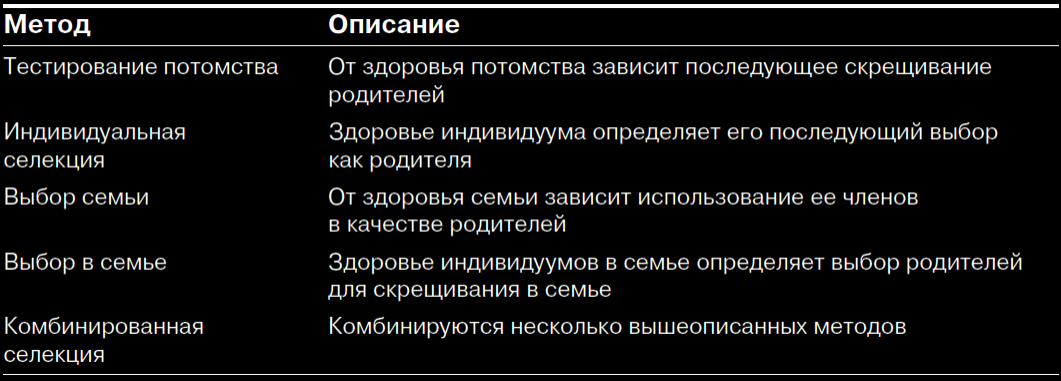 Метод Описание
Тестирование потомства От здоровья потомства зависит последующее скрещивание
родителей
Индивидуальная Здоровье индивидуума определяет его последующий выбор
селекция как родителя
Выбор семьи От здоровья семьи зависит использование ее членов
в качестве родителей
Выбор в семье Здоровье индивидуумов в семье определяет выбор родителей
для скрещивания в семье
Комбинированная Комбинируются несколько вышеописанных методов
селекция